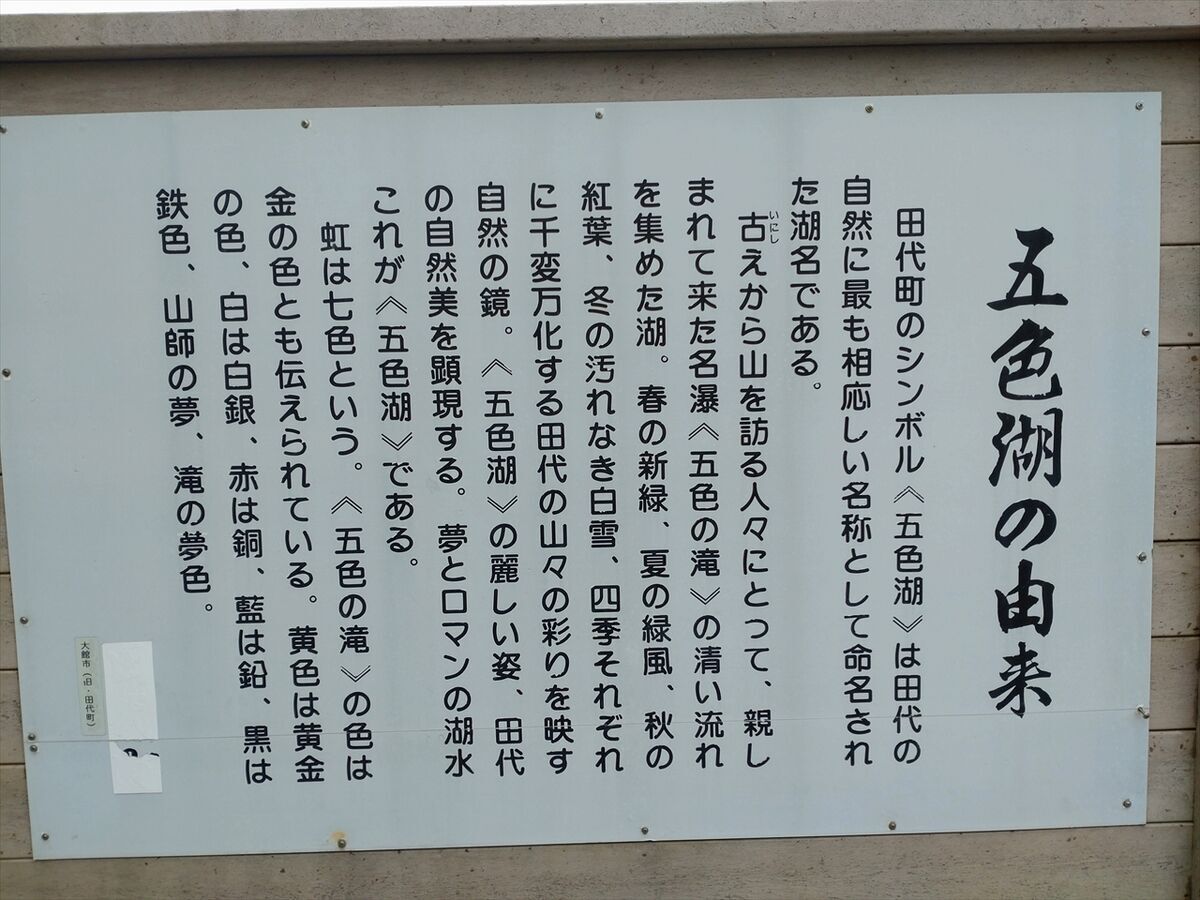 五色湖の由来
田代町のシンボル《五色湖》は田代の
自然に最も相応しい名称として命名され
た湖名である。
古えから山を訪る人々にとって、親し
いにし
まれて来た名瀑《五色の滝》の清い流れ
を集めた湖。春の新緑、夏の緑風、秋の
紅葉、冬の汚れなき白雪、四季それぞれ
に千変万化する田代の山々の彩りを映す
自然の鏡。《五色湖》の麗しい姿、田代
の自然美を顕現する。夢とロマンの湖水
これが《五色湖》である。
虹は七色という。《五色の滝》の色は
金の色とも伝えられている。黄色は黄金
の色、白は白銀、赤は銅、藍は鉛、黒は
鉄色、山師の夢、滝の夢色。
大館市（旧・田代町）